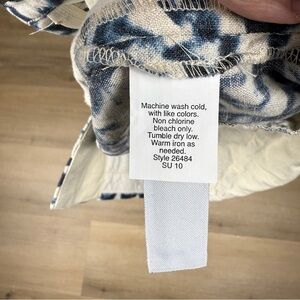 Machine wash cold,
with like colors.
Non chlorine
bleach only.
Tumble dry low.
Warm iron as
needed.
Style 26484
SU 10